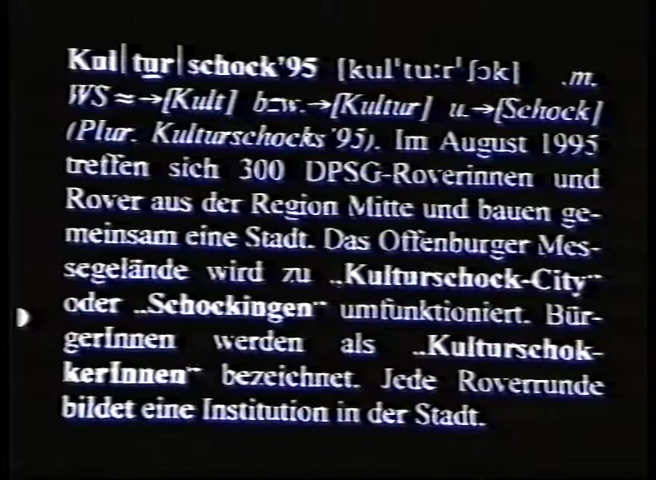 Kul|tur|schock'95 [kul'tu:r'ʃɔk] .m.
WS ≈→[Kult] bzw.→[Kultur] u.→[Schock]
(Plur. Kulturschocks '95). Im August 1995
treffen sich 300 DPSG-Roverinnen und
Rover aus der Region Mitte und bauen ge-
meinsam eine Stadt. Das Offenburger Mes-
segelände wird zu „Kulturschock-City“
oder „Schockingen“ umfunktioniert. Bür-
gerInnen werden als „Kulturschok-
kerInnen“ bezeichnet. Jede Roverrunde
bildet eine Institution in der Stadt.